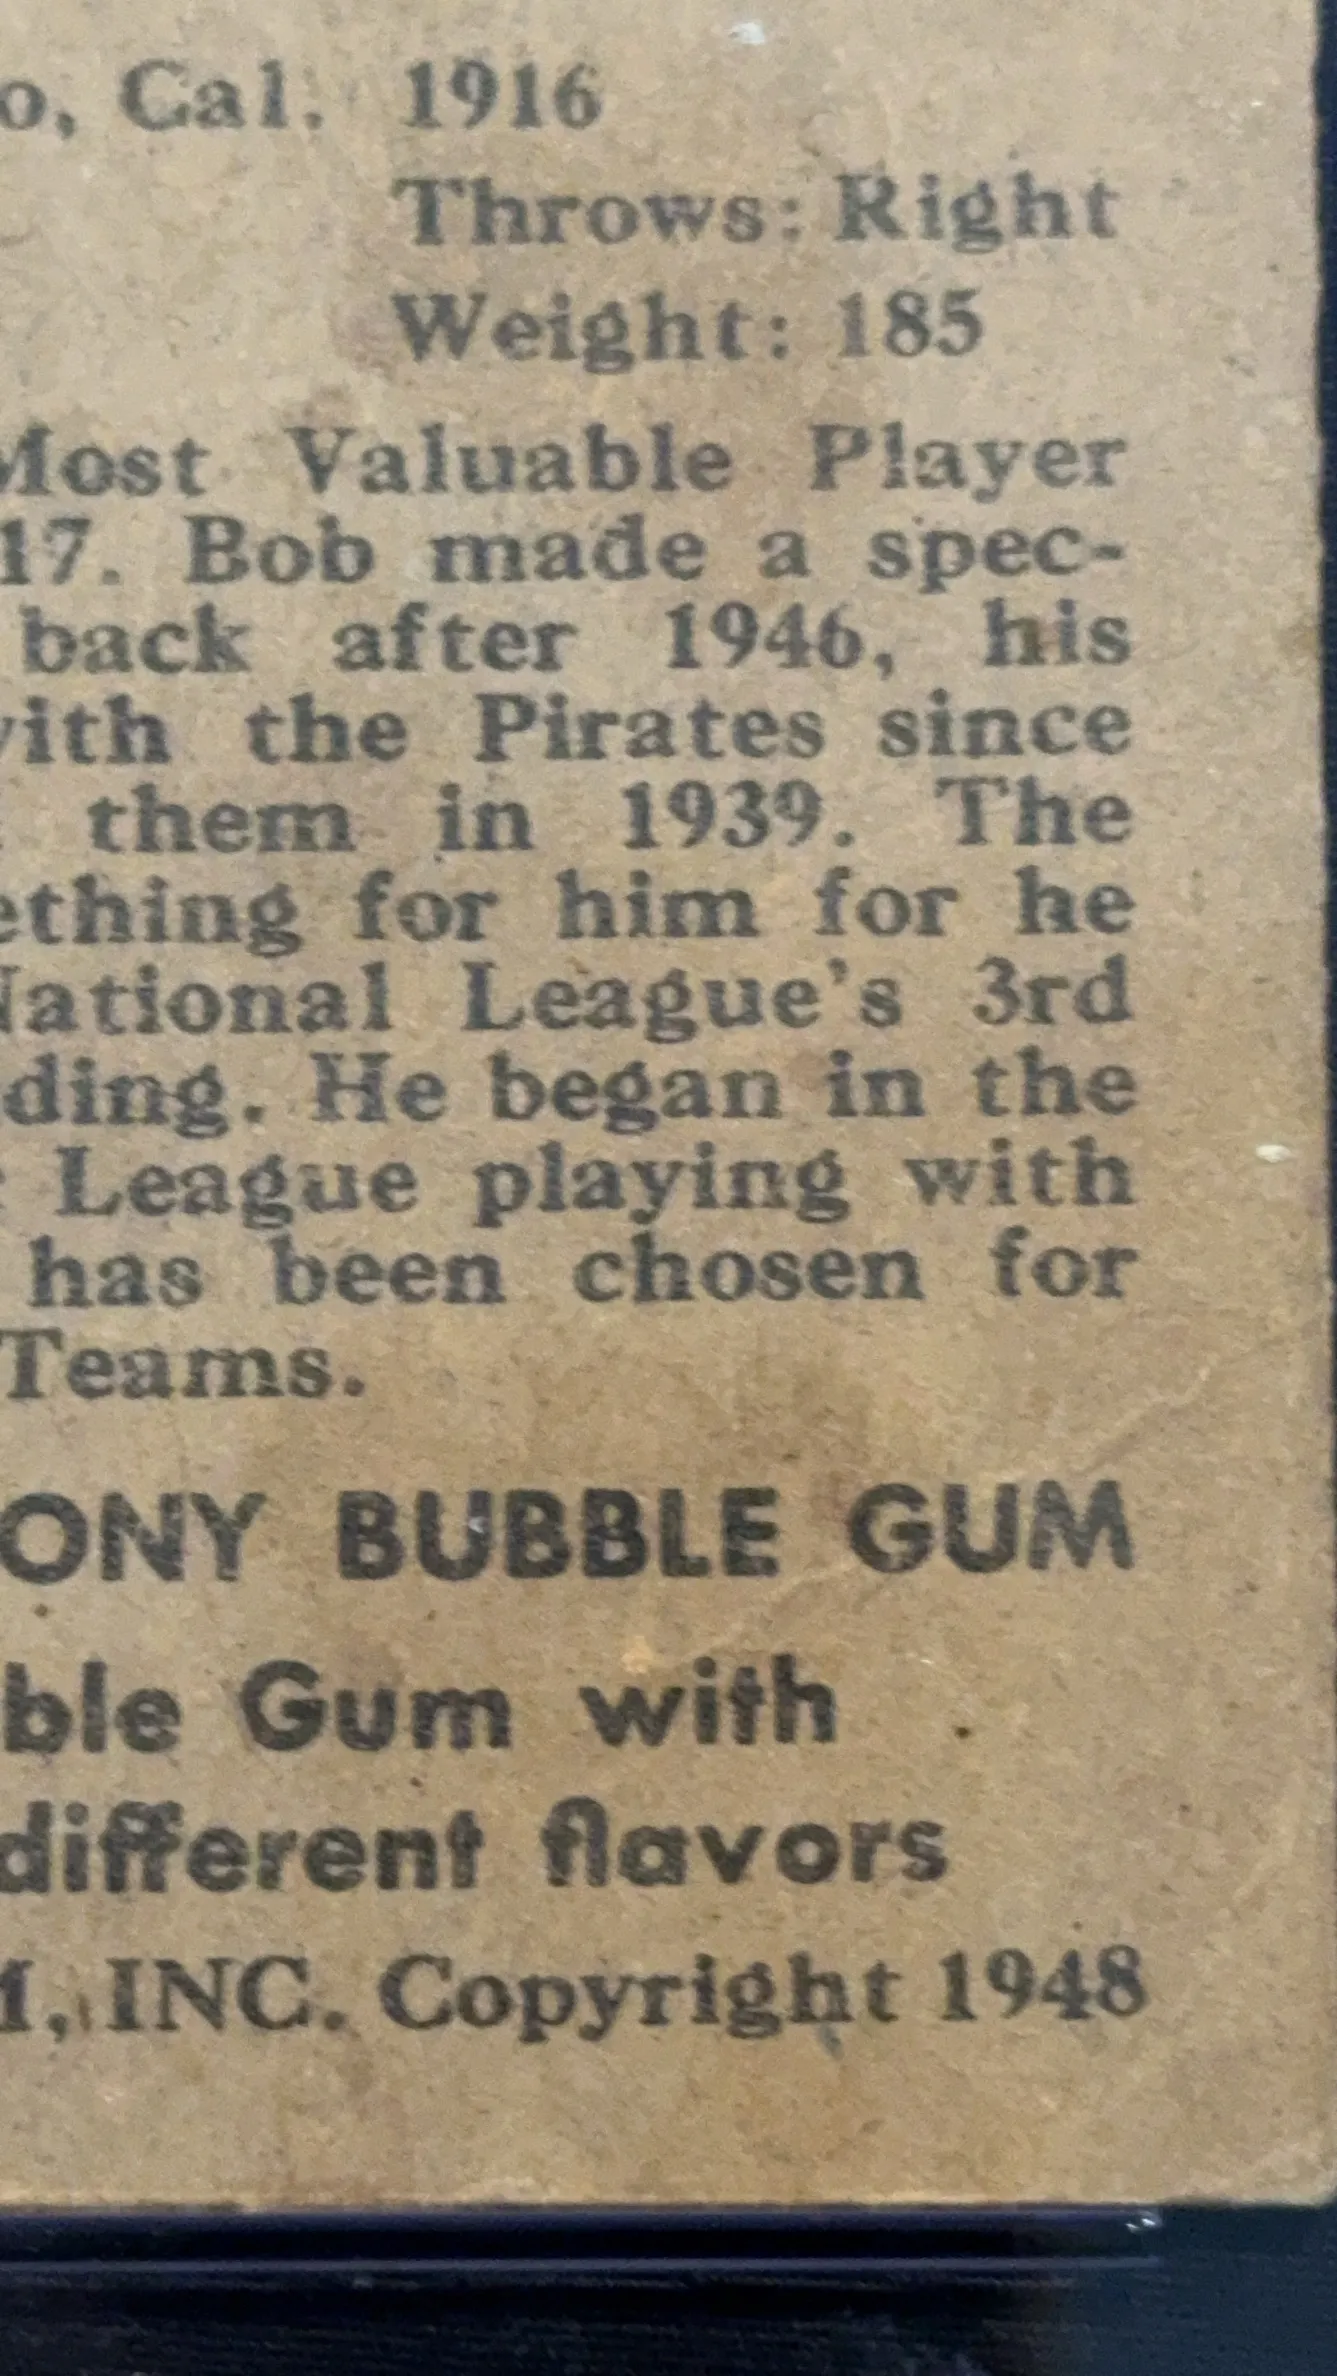 o, Cal. 1916
Throws: Right
Weight: 185
Most Valuable Player
17. Bob made a spec-
back after 1946, his
with the Pirates since
them in 1939. The
ething for him for he
National League's 3rd
ding. He began in the
League playing with
has been chosen for
Teams.
ONY BUBBLE GUM
ble Gum with
different flavors
M, INC. Copyright 1948